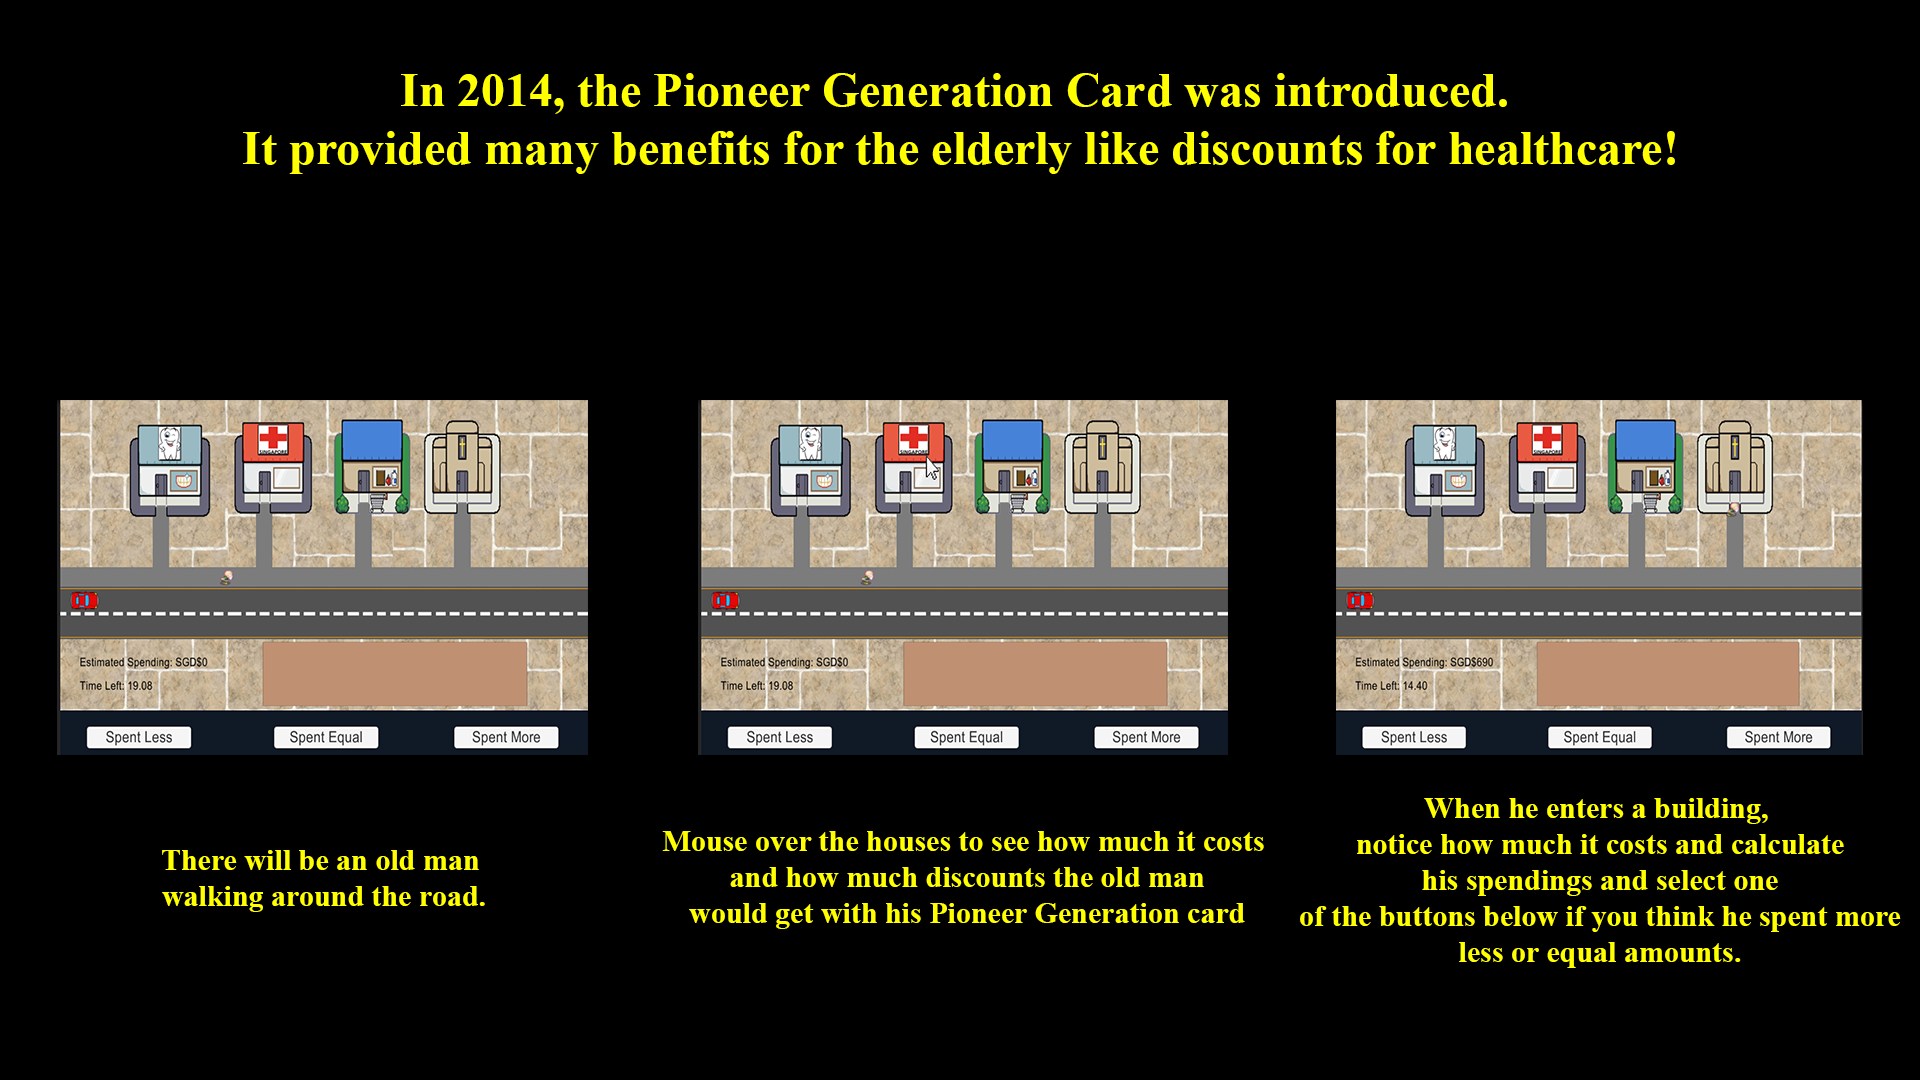 In 2014, the Pioneer Generation Card was introduced.
It provided many benefits for the elderly like discounts for healthcare!
SINGAPORE
Estimated Spending: SGD$0
Time Left: 19.08
Spent Less
Spent Equal
Spent More
There will be an old man
walking around the road.
SINGAPORE
Estimated Spending: SGD$0
Time Left: 19.08
Spent Less
Spent Equal
Spent More
Mouse over the houses to see how much it costs
and how much discounts the old man
would get with his Pioneer Generation card
SINGAPORE
Estimated Spending: SGD$690
Time Left: 14.40
Spent Less
Spent Equal
Spent More
When he enters a building,
notice how much it costs and calculate
his spendings and select one
of the buttons below if you think he spent more
less or equal amounts.